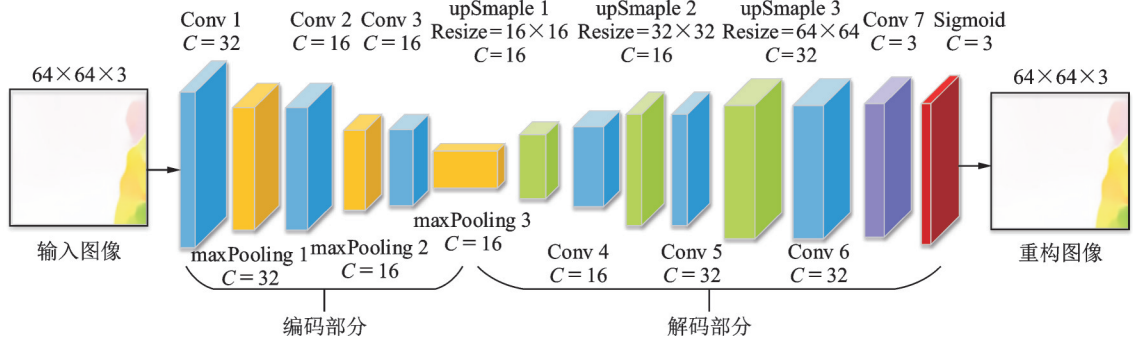 Conv 1
C=32
Conv 2
C=16
Conv 3
C=16
upSmaple 1
Resize=16×16
C=16
upSmaple 2
Resize=32×32
C=16
upSmaple 3
Resize=64×64
C=32
Conv 7
C=3
Sigmoid
C=3
64×64×3
64×64×3
输入图像
maxPooling 1
C=32
maxPooling 2
C=16
maxPooling 3
C=16
Conv 4
C=16
Conv 5
C=32
Conv 6
C=32
重构图像
编码部分
解码部分